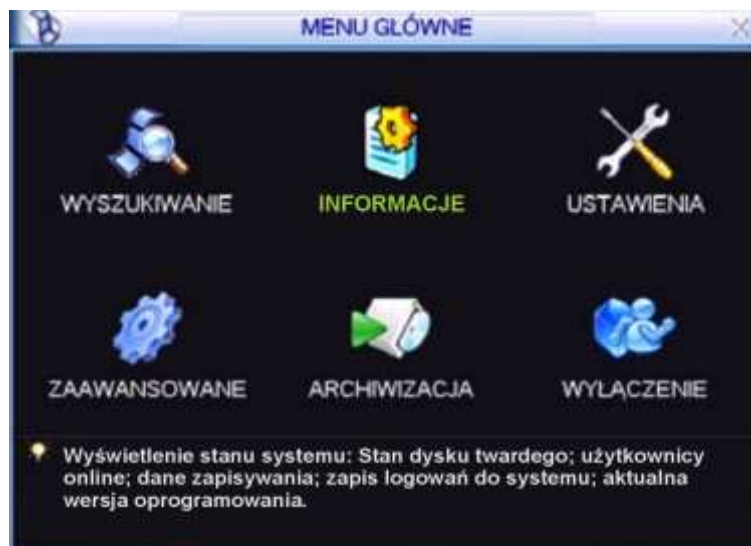 MENU GŁÓWNE
WYSZUKIWANIE INFORMACJE USTAWIENIA
ZAAWANSOWANE ARCHIWIZACJA WYŁĄCZENIE
Wyświetlenie stanu systemu: Stan dysku twardego; użytkownicy
online; dane zapisywania; zapis logowań do systemu; aktualna
wersja oprogramowania.